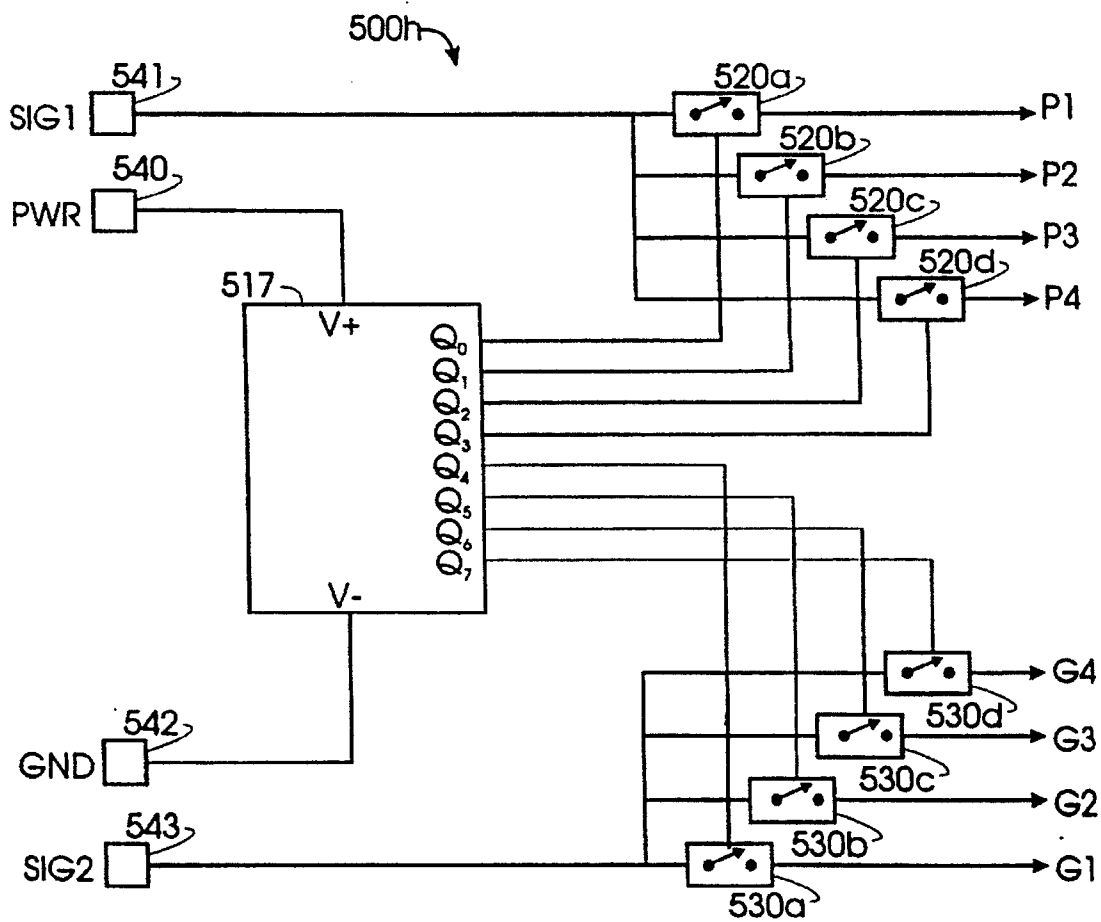 500h
541
520a
SIG1
P1
540
520b
PWR
P2
520c
P3
517
520d
P4
V+
Q0
Q1
Q2
Q3
Q4
Q5
Q6
Q7
V-
G4
530d
542
G3
GND
530c
G2
543
530b
SIG2
G1
530a